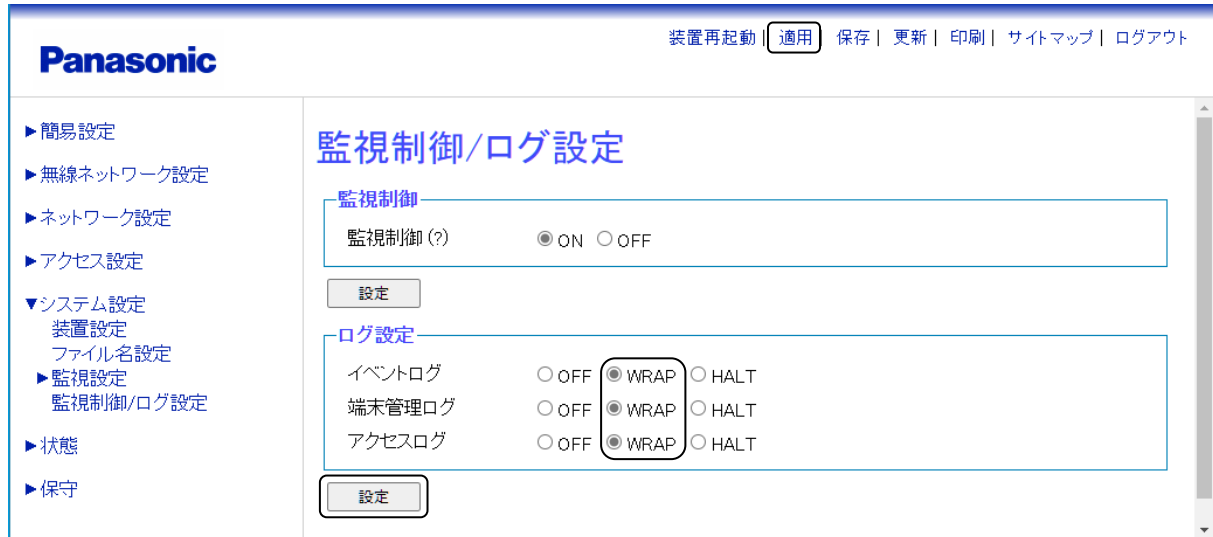 装置再起動 | 適用 | 保存 | 更新 | 印刷 | サイトマップ | ログアウト
Panasonic
▶簡易設定
▶無線ネットワーク設定
▶ネットワーク設定
▶アクセス設定
▼システム設定
装置設定
ファイル名設定
▶監視設定
監視制御/ログ設定
▶状態
▶保守
監視制御/ログ設定
監視制御
監視制御 (?) ON OFF
設定
ログ設定
イベントログ OFF WRAP HALT
端末管理ログ OFF WRAP HALT
アクセスログ OFF WRAP HALT
設定